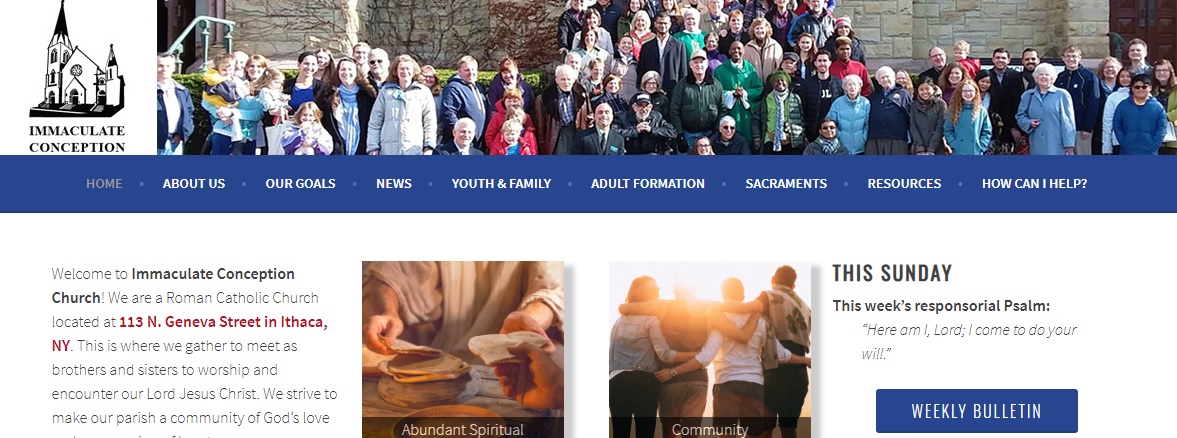 IMMACULATE
CONCEPTION
HOME • ABOUT US • OUR GOALS • NEWS • YOUTH & FAMILY • ADULT FORMATION • SACRAMENTS • RESOURCES • HOW CAN I HELP?
Welcome to Immaculate Conception
Church! We are a Roman Catholic Church
located at 113 N. Geneva Street in Ithaca,
NY. This is where we gather to meet as
brothers and sisters to worship and
encounter our Lord Jesus Christ. We strive to
make our parish a community of God's love
Abundant Spiritual
Community
THIS SUNDAY
This week's responsorial Psalm:
“Here am I, Lord; I come to do your
will.”
WEEKLY BULLETIN